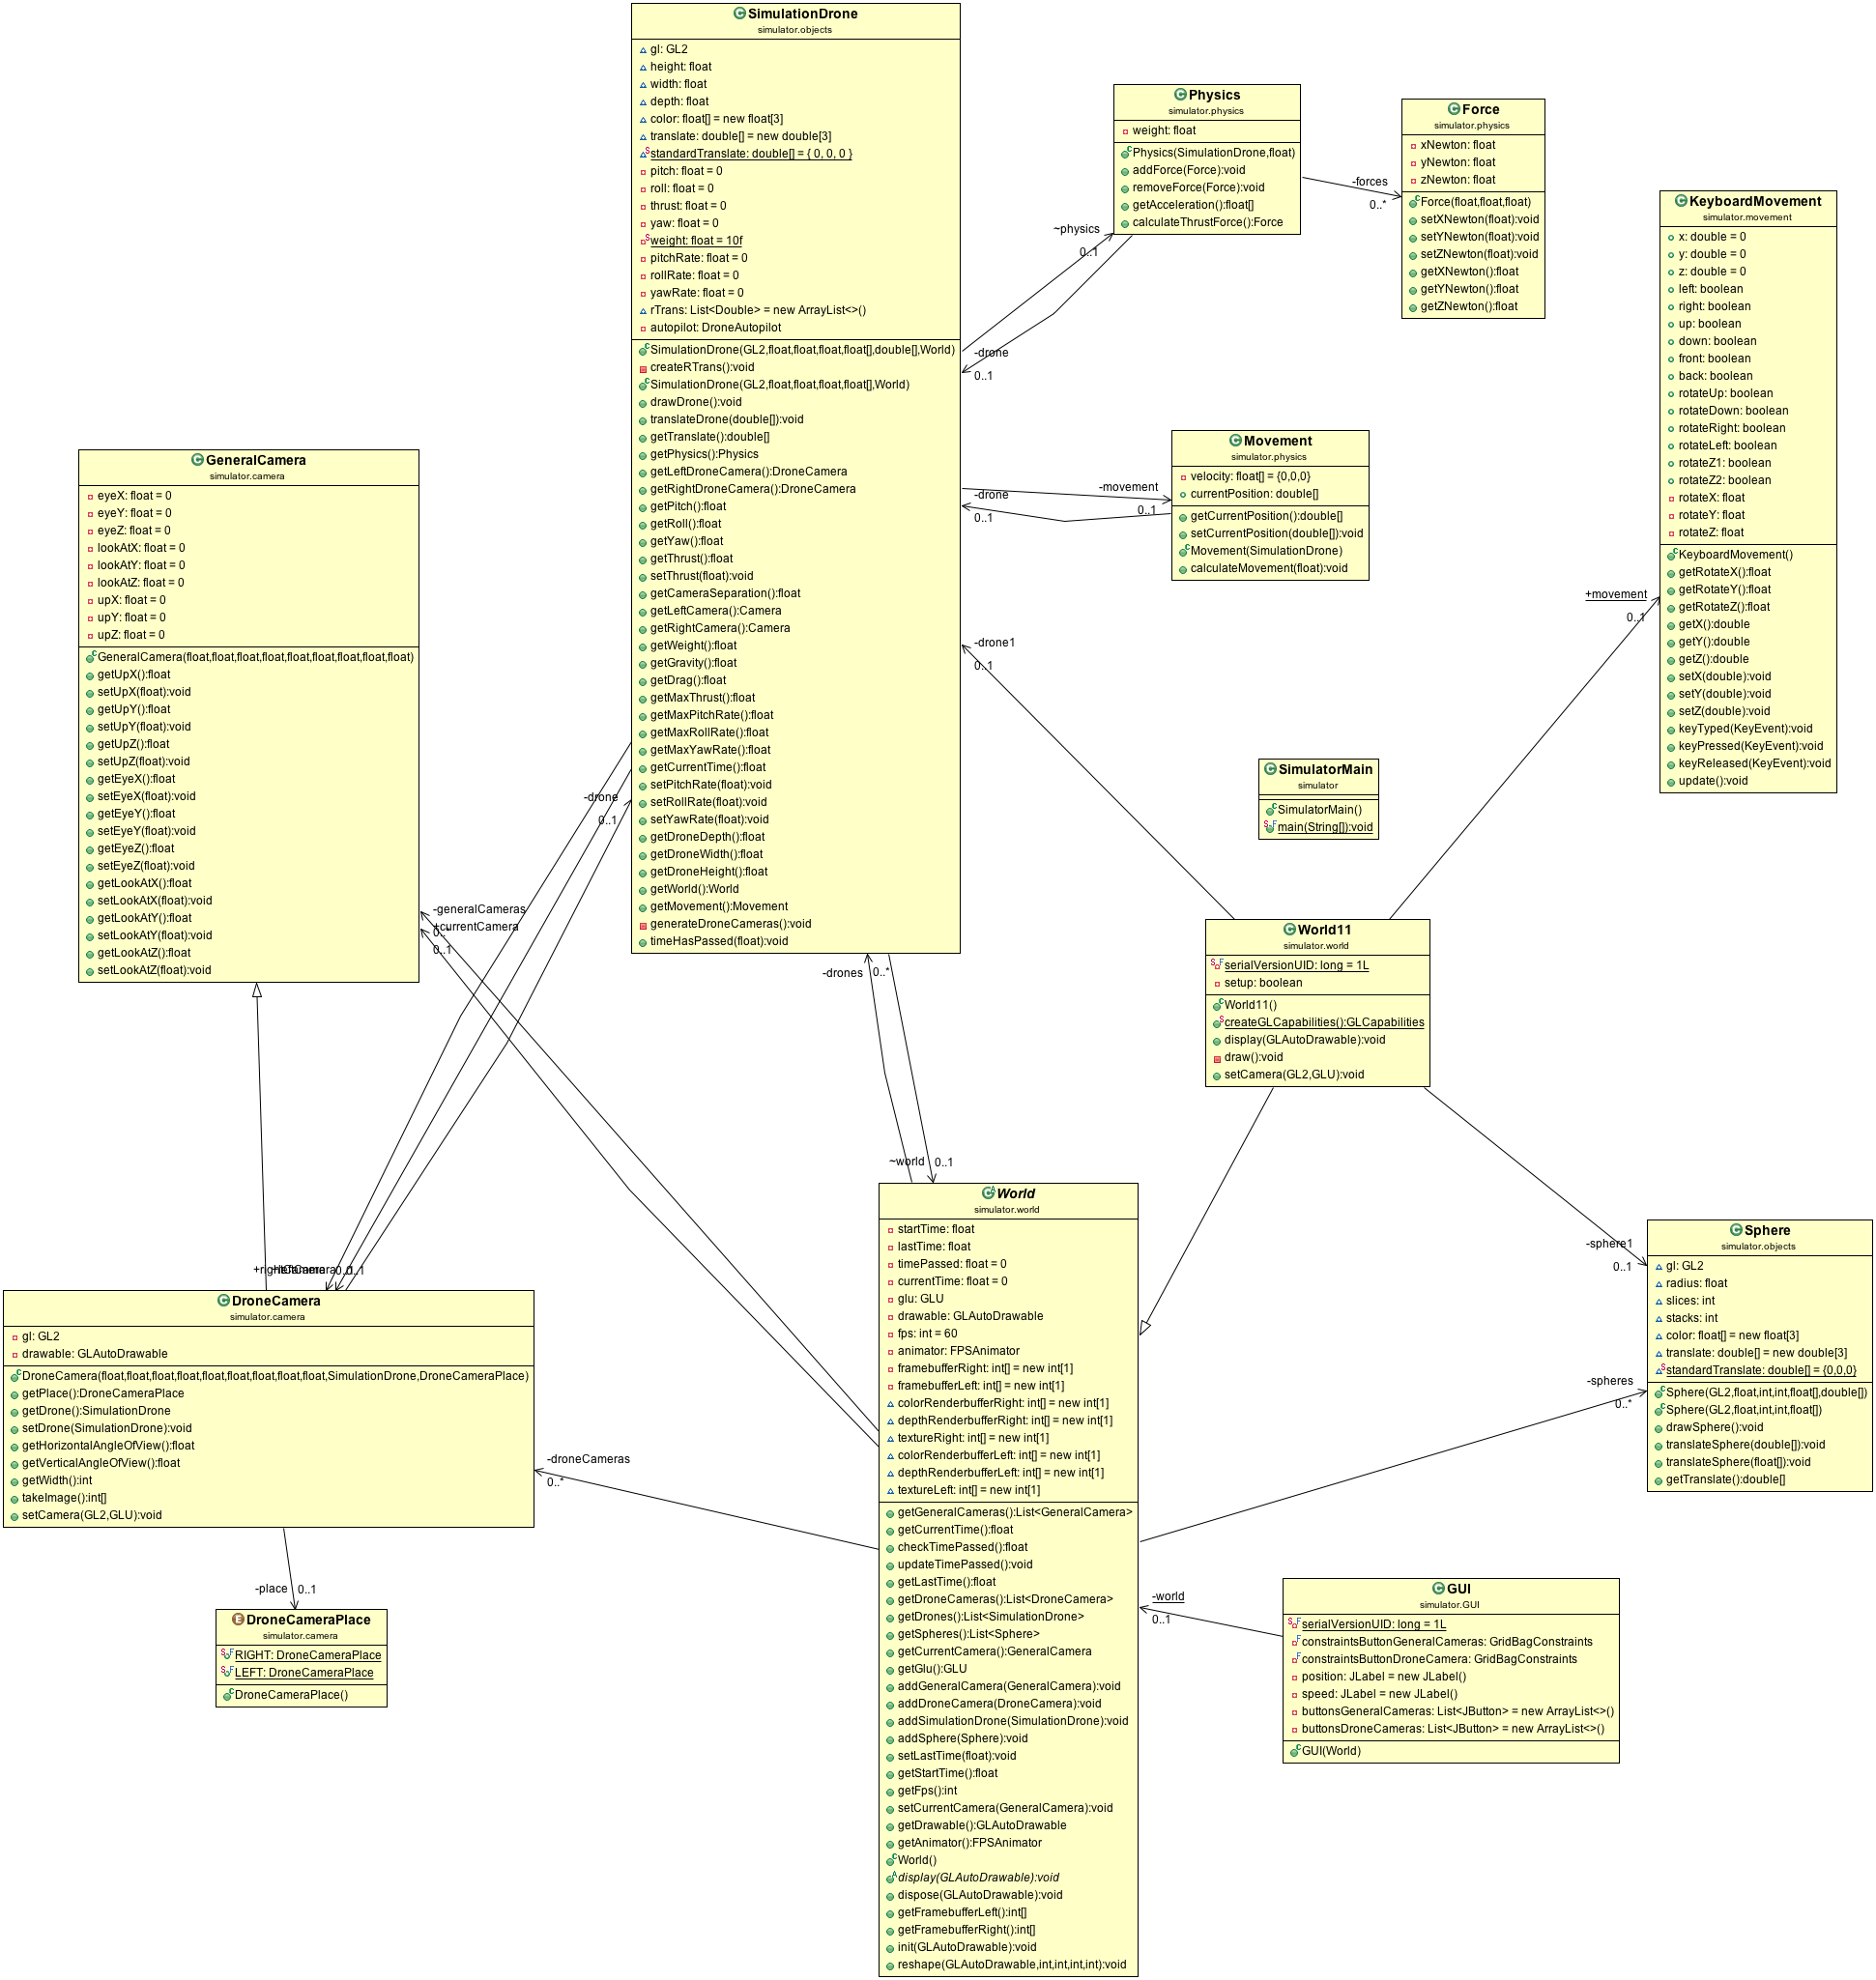 SimulationDrone
simulator.objects
gl: GL2
height: float
width: float
depth: float
color: float[] = new float[3]
translate: double[] = new double[3]
standardTranslate: double[] = { 0, 0, 0 }
pitch: float = 0
roll: float = 0
thrust: float = 0
yaw: float = 0
weight: float = 10f
pitchRate: float = 0
rollRate: float = 0
yawRate: float = 0
rTrans: List<Double> = new ArrayList<>()
autopilot: DroneAutopilot
SimulationDrone(GL2,float,float,float,float[],double[],World)
createRTrans():void
SimulationDrone(GL2,float,float,float,float[],World)
drawDrone():void
translateDrone(double[]):void
getTranslate():double[]
getPhysics():Physics
getLeftDroneCamera():DroneCamera
getRightDroneCamera():DroneCamera
getPitch():float
getRoll():float
getYaw():float
getThrust():float
setThrust(float):void
getCameraSeparation():float
getLeftCamera():Camera
getRightCamera():Camera
getWeight():float
getGravity():float
getDrag():float
getMaxThrust():float
getMaxPitchRate():float
getMaxRollRate():float
getMaxYawRate():float
getCurrentTime():float
setPitchRate(float):void
setRollRate(float):void
setYawRate(float):void
getDroneDepth():float
getDroneWidth():float
getDroneHeight():float
getWorld():World
getMovement():Movement
generateDroneCameras():void
timeHasPassed(float):void
Physics
simulator.physics
weight: float
Physics(SimulationDrone,float)
addForce(Force):void
removeForce(Force):void
getAcceleration():float[]
calculateThrustForce():Force
-forces
0..*
Force
simulator.physics
xNewton: float
yNewton: float
zNewton: float
Force(float,float,float)
setXNewton(float):void
setYNewton(float):void
setZNewton(float):void
getXNewton():float
getYNewton():float
getZNewton():float
~physics
0..1
-drone
0..1
KeyboardMovement
simulator.movement
x: double = 0
y: double = 0
z: double = 0
left: boolean
right: boolean
up: boolean
down: boolean
front: boolean
back: boolean
rotateUp: boolean
rotateDown: boolean
rotateRight: boolean
rotateLeft: boolean
rotateZ1: boolean
rotateZ2: boolean
rotateX: float
rotateY: float
rotateZ: float
KeyboardMovement()
getRotateX():float
getRotateY():float
getRotateZ():float
getX():double
getY():double
getZ():double
setX(double):void
setY(double):void
setZ(double):void
keyTyped(KeyEvent):void
keyPressed(KeyEvent):void
keyReleased(KeyEvent):void
update():void
Movement
simulator.physics
velocity: float[] = {0,0,0}
currentPosition: double[]
getCurrentPosition():double[]
setCurrentPosition(double[]):void
Movement(SimulationDrone)
calculateMovement(float):void
-movement
0..1
-drone
0..1
GeneralCamera
simulator.camera
eyeX: float = 0
eyeY: float = 0
eyeZ: float = 0
lookAtX: float = 0
lookAtY: float = 0
lookAtZ: float = 0
upX: float = 0
upY: float = 0
upZ: float = 0
GeneralCamera(float,float,float,float,float,float,float,float,float)
getUpX():float
setUpX(float):void
getUpY():float
setUpY(float):void
getUpZ():float
setUpZ(float):void
getEyeX():float
setEyeX(float):void
getEyeY():float
setEyeY(float):void
getEyeZ():float
setEyeZ(float):void
getLookAtX():float
setLookAtX(float):void
getLookAtY():float
setLookAtY(float):void
getLookAtZ():float
setLookAtZ(float):void
+movement
0..1
-drone1
0..1
SimulatorMain
simulator
SimulatorMain()
main(String[]):void
-drone
0..1
-generalCameras
0..*
+currentCamera
0..1
World11
simulator.world
serialVersionUID: long = 1L
setup: boolean
World11()
createGLCapabilities():GLCapabilities
display(GLAutoDrawable):void
draw():void
setCamera(GL2,GLU):void
-drones
0..*
~world
0..1
World
simulator.world
startTime: float
lastTime: float
timePassed: float = 0
currentTime: float = 0
glu: GLU
drawable: GLAutoDrawable
fps: int = 60
animator: FPSAnimator
framebufferRight: int[] = new int[1]
framebufferLeft: int[] = new int[1]
colorRenderbufferRight: int[] = new int[1]
depthRenderbufferRight: int[] = new int[1]
textureRight: int[] = new int[1]
colorRenderbufferLeft: int[] = new int[1]
depthRenderbufferLeft: int[] = new int[1]
textureLeft: int[] = new int[1]
getGeneralCameras():List<GeneralCamera>
getCurrentTime():float
checkTimePassed():float
updateTimePassed():void
getLastTime():float
getDroneCameras():List<DroneCamera>
getDrones():List<SimulationDrone>
getSpheres():List<Sphere>
getCurrentCamera():GeneralCamera
getGlu():GLU
addGeneralCamera(GeneralCamera):void
addDroneCamera(DroneCamera):void
addSimulationDrone(SimulationDrone):void
addSphere(Sphere):void
setLastTime(float):void
getStartTime():float
getFps():int
setCurrentCamera(GeneralCamera):void
getDrawable():GLAutoDrawable
getAnimator():FPSAnimator
World()
display(GLAutoDrawable):void
dispose(GLAutoDrawable):void
getFramebufferLeft():int[]
getFramebufferRight():int[]
init(GLAutoDrawable):void
reshape(GLAutoDrawable,int,int,int,int):void
-sphere1
0..1
Sphere
simulator.objects
gl: GL2
radius: float
slices: int
stacks: int
color: float[] = new float[3]
translate: double[] = new double[3]
standardTranslate: double[] = {0,0,0}
Sphere(GL2,float,int,int,float[],double[])
Sphere(GL2,float,int,int,float[])
drawSphere():void
translateSphere(double[]):void
translateSphere(float[]):void
getTranslate():double[]
-spheres
0..*
DroneCamera
simulator.camera
gl: GL2
drawable: GLAutoDrawable
DroneCamera(float,float,float,float,float,float,float,float,float,SimulationDrone,DroneCameraPlace)
getPlace():DroneCameraPlace
getDrone():SimulationDrone
setDrone(SimulationDrone):void
getHorizontalAngleOfView():float
getVerticalAngleOfView():float
getWidth():int
takeImage():int[]
setCamera(GL2,GLU):void
-droneCameras
0..*
-place
0..1
DroneCameraPlace
simulator.camera
RIGHT: DroneCameraPlace
LEFT: DroneCameraPlace
DroneCameraPlace()
-world
0..1
GUI
simulator.GUI
serialVersionUID: long = 1L
constraintsButtonGeneralCameras: GridBagConstraints
constraintsButtonDroneCamera: GridBagConstraints
position: JLabel = new JLabel()
speed: JLabel = new JLabel()
buttonsGeneralCameras: List<JButton> = new ArrayList<>()
buttonsDroneCameras: List<JButton> = new ArrayList<>()
GUI(World)